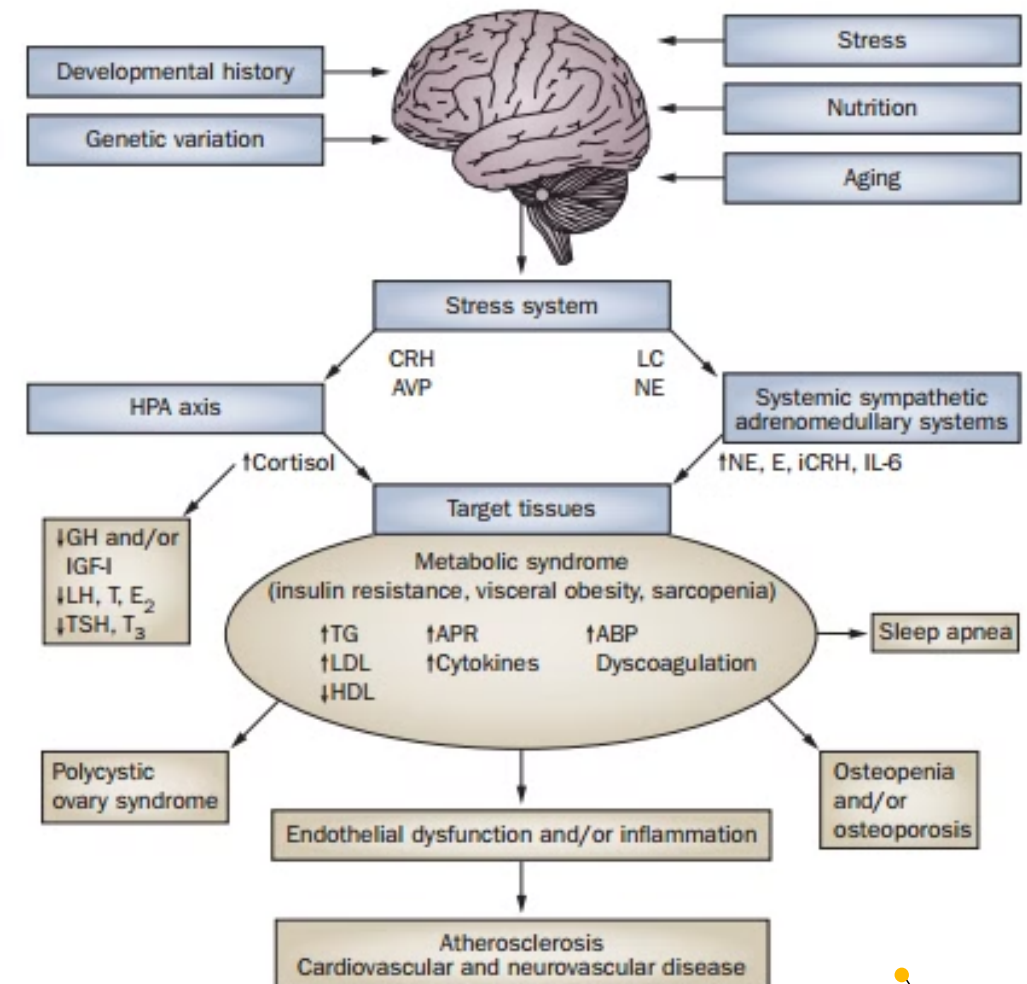 Developmental history
Genetic variation
Stress
Nutrition
Aging
Stress system
CRH
AVP
LC
NE
HPA axis
Systemic sympathetic
adrenomedullary systems
↑Cortisol
↑NE, E, iCRH, IL-6
↓GH and/or
IGF-I
↓LH, T, E₂
↓TSH, T₃
Target tissues
Metabolic syndrome
(insulin resistance, visceral obesity, sarcopenia)
↑TG
↑LDL
↓HDL
↑APR
↑Cytokines
↑ABP
Dyscoagulation
Sleep apnea
Polycystic
ovary syndrome
Osteopenia
and/or
osteoporosis
Endothelial dysfunction and/or inflammation
Atherosclerosis
Cardiovascular and neurovascular disease